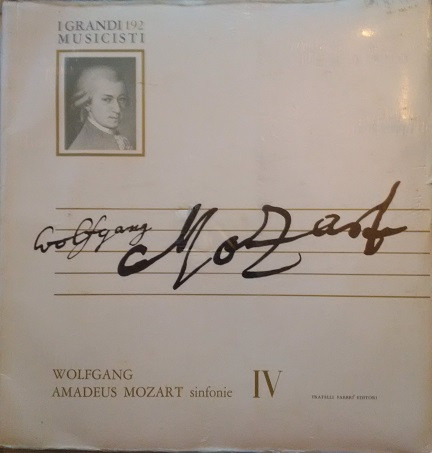 I GRANDI 192
MUSICISTI
Wolfgang Mozart
WOLFGANG
AMADEUS MOZART sinfonie IV
FRATELLI FABBRI EDITORI